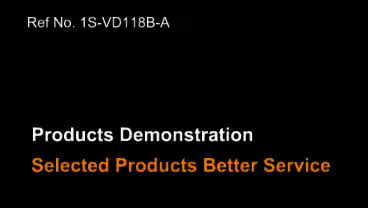 Ref No. 1S-VD118B-A
Products Demonstration
Selected Products Better Service